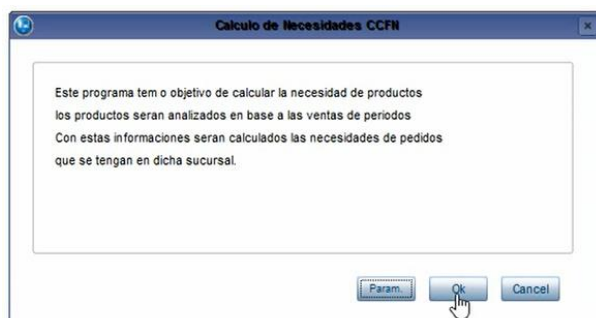 Calculo de Necesidades CCFN
Este programa tem o objetivo de calcular la necesidad de productos
los productos seran analizados en base a las ventas de periodos
Con estas informaciones seran calculados las necesidades de pedidos
que se tengan en dicha sucursal.
Param. Ok Cancel